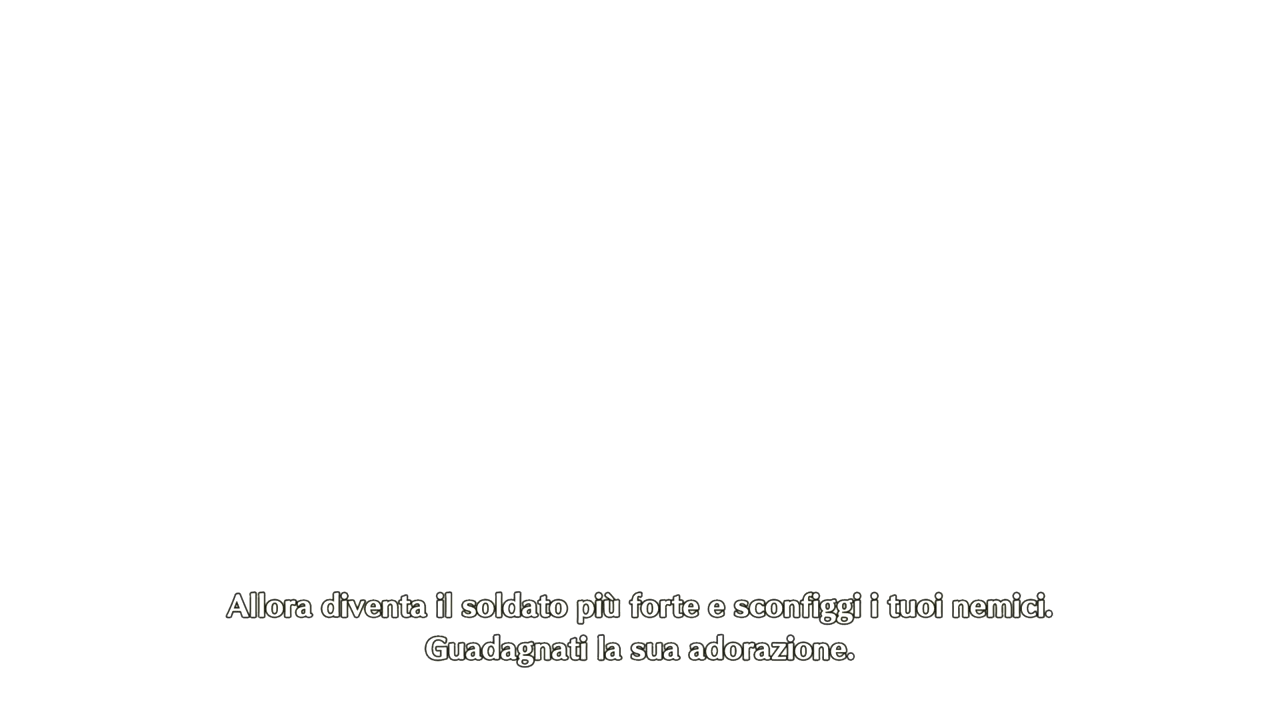 Allora diventa il soldato più forte e sconfiggi i tuoi nemici.
Guadagnati la sua adorazione.